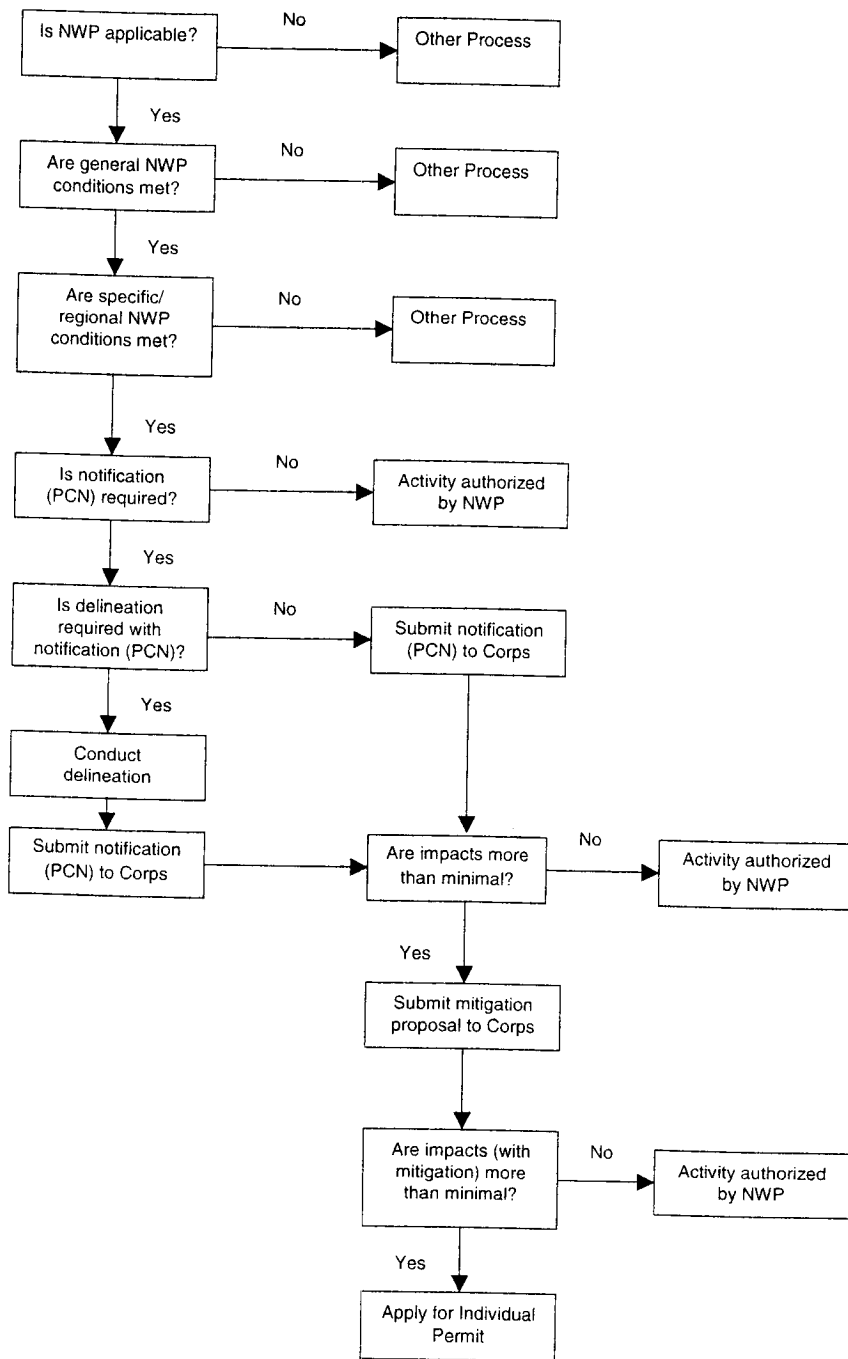 Is NWP applicable?
No
Other Process
Yes
Are general NWP
conditions met?
No
Other Process
Yes
Are specific/
regional NWP
conditions met?
No
Other Process
Yes
Is notification
(PCN) required?
No
Activity authorized
by NWP
Yes
Is delineation
required with
notification (PCN)?
No
Submit notification
(PCN) to Corps
Yes
Conduct
delineation
Submit notification
(PCN) to Corps
Are impacts more
than minimal?
No
Activity authorized
by NWP
Yes
Submit mitigation
proposal to Corps
Are impacts (with
mitigation) more
than minimal?
No
Activity authorized
by NWP
Yes
Apply for Individual
Permit